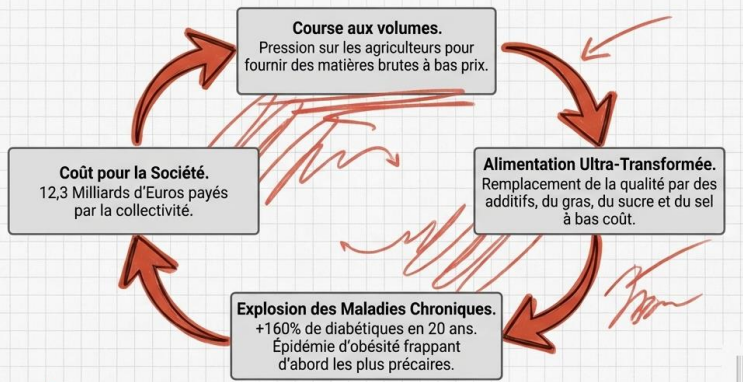 Course aux volumes.
Pression sur les agriculteurs pour
fournir des matières brutes à bas prix.
Alimentation Ultra-Transformée.
Remplacement de la qualité par des
additifs, du gras, du sucre et du sel
à bas coût.
Explosion des Maladies Chroniques.
+160% de diabétiques en 20 ans.
Épidémie d'obésité frappant
d'abord les plus précaires.
Coût pour la Société.
12,3 Milliards d'Euros payés
par la collectivité.